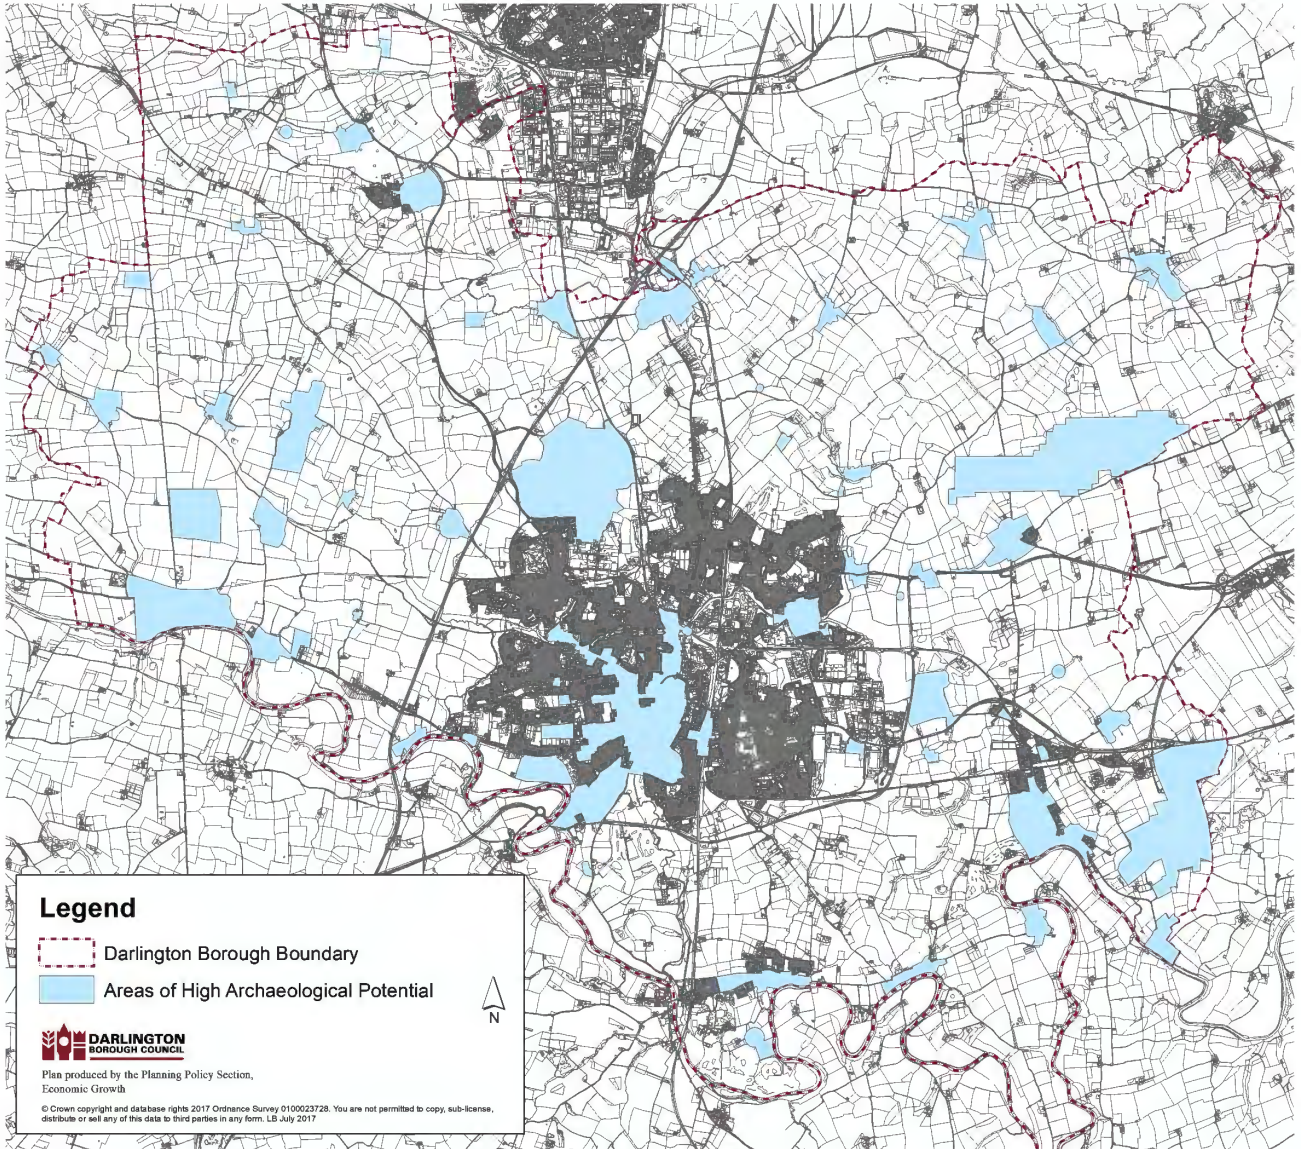 Legend
Darlington Borough Boundary
Areas of High Archaeological Potential
N
DARLINGTON
BOROUGH COUNCIL
Plan produced by the Planning Policy Section,
Economic Growth
© Crown copyright and database rights 2017 Ordnance Survey 0100023728. You are not permitted to copy, sub-license,
distribute or sell any of this data to third parties in any form. LB July 2017